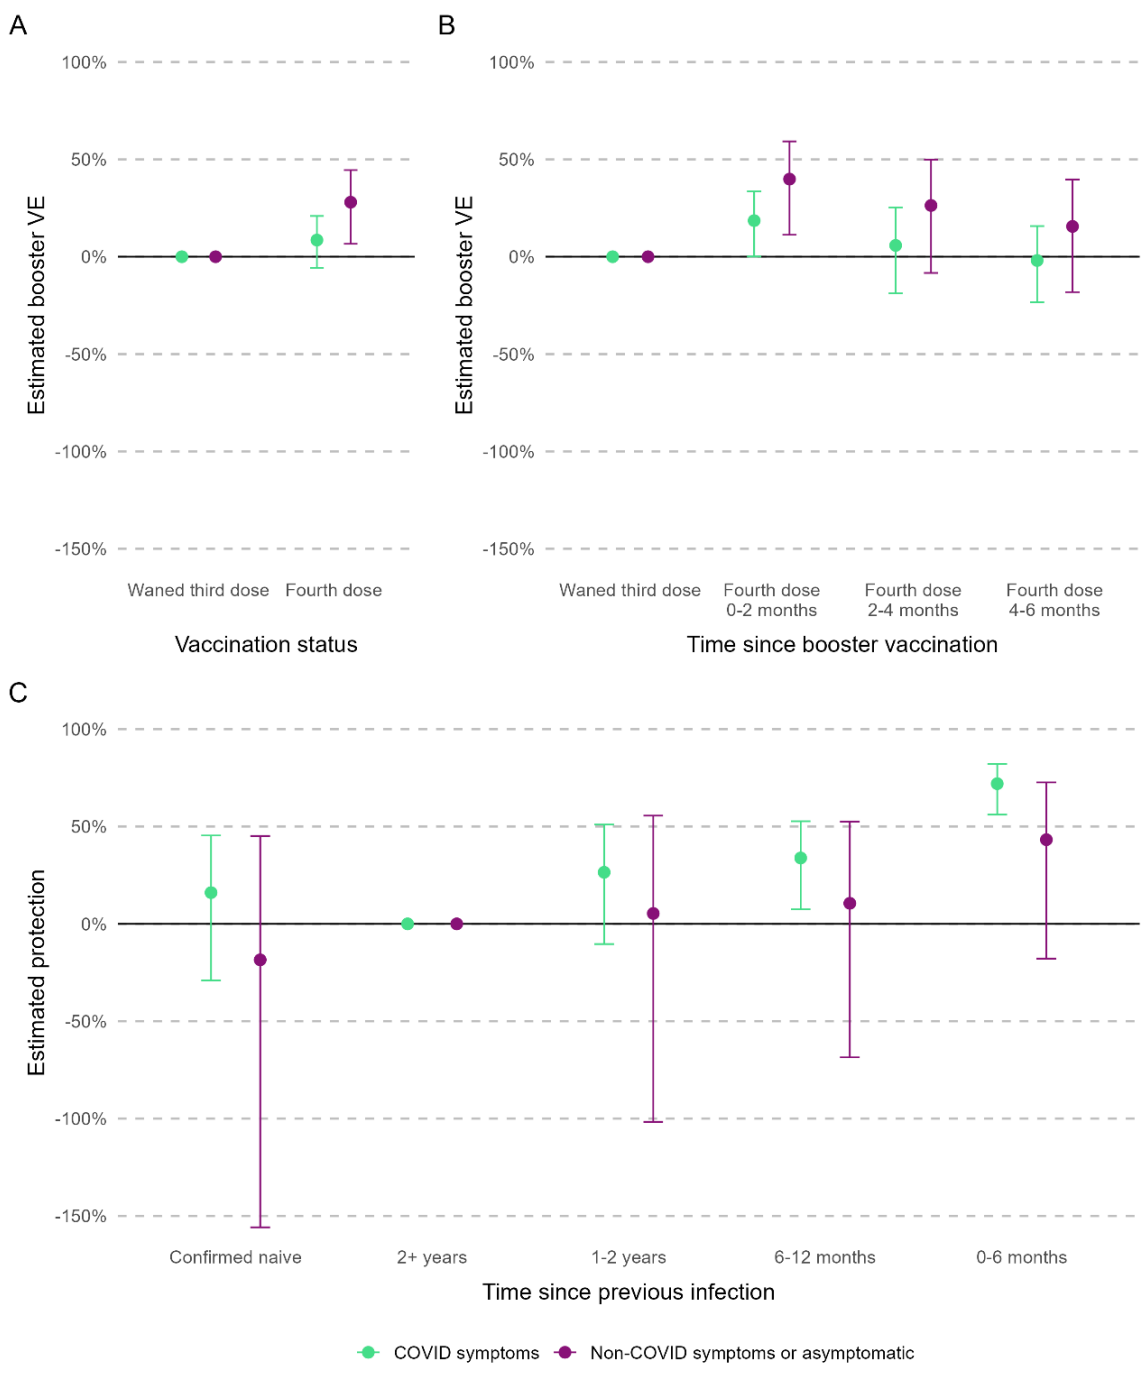 A
B
100%
50%
0%
-50%
-100%
-150%
Estimated booster VE
Waned third dose
Fourth dose
Vaccination status
100%
50%
0%
-50%
-100%
-150%
Estimated booster VE
Waned third dose
Fourth dose
0-2 months
Fourth dose
2-4 months
Fourth dose
4-6 months
Time since booster vaccination
C
100%
50%
0%
-50%
-100%
-150%
Estimated protection
Confirmed naive
2+ years
1-2 years
6-12 months
0-6 months
Time since previous infection
COVID symptoms
Non-COVID symptoms or asymptomatic